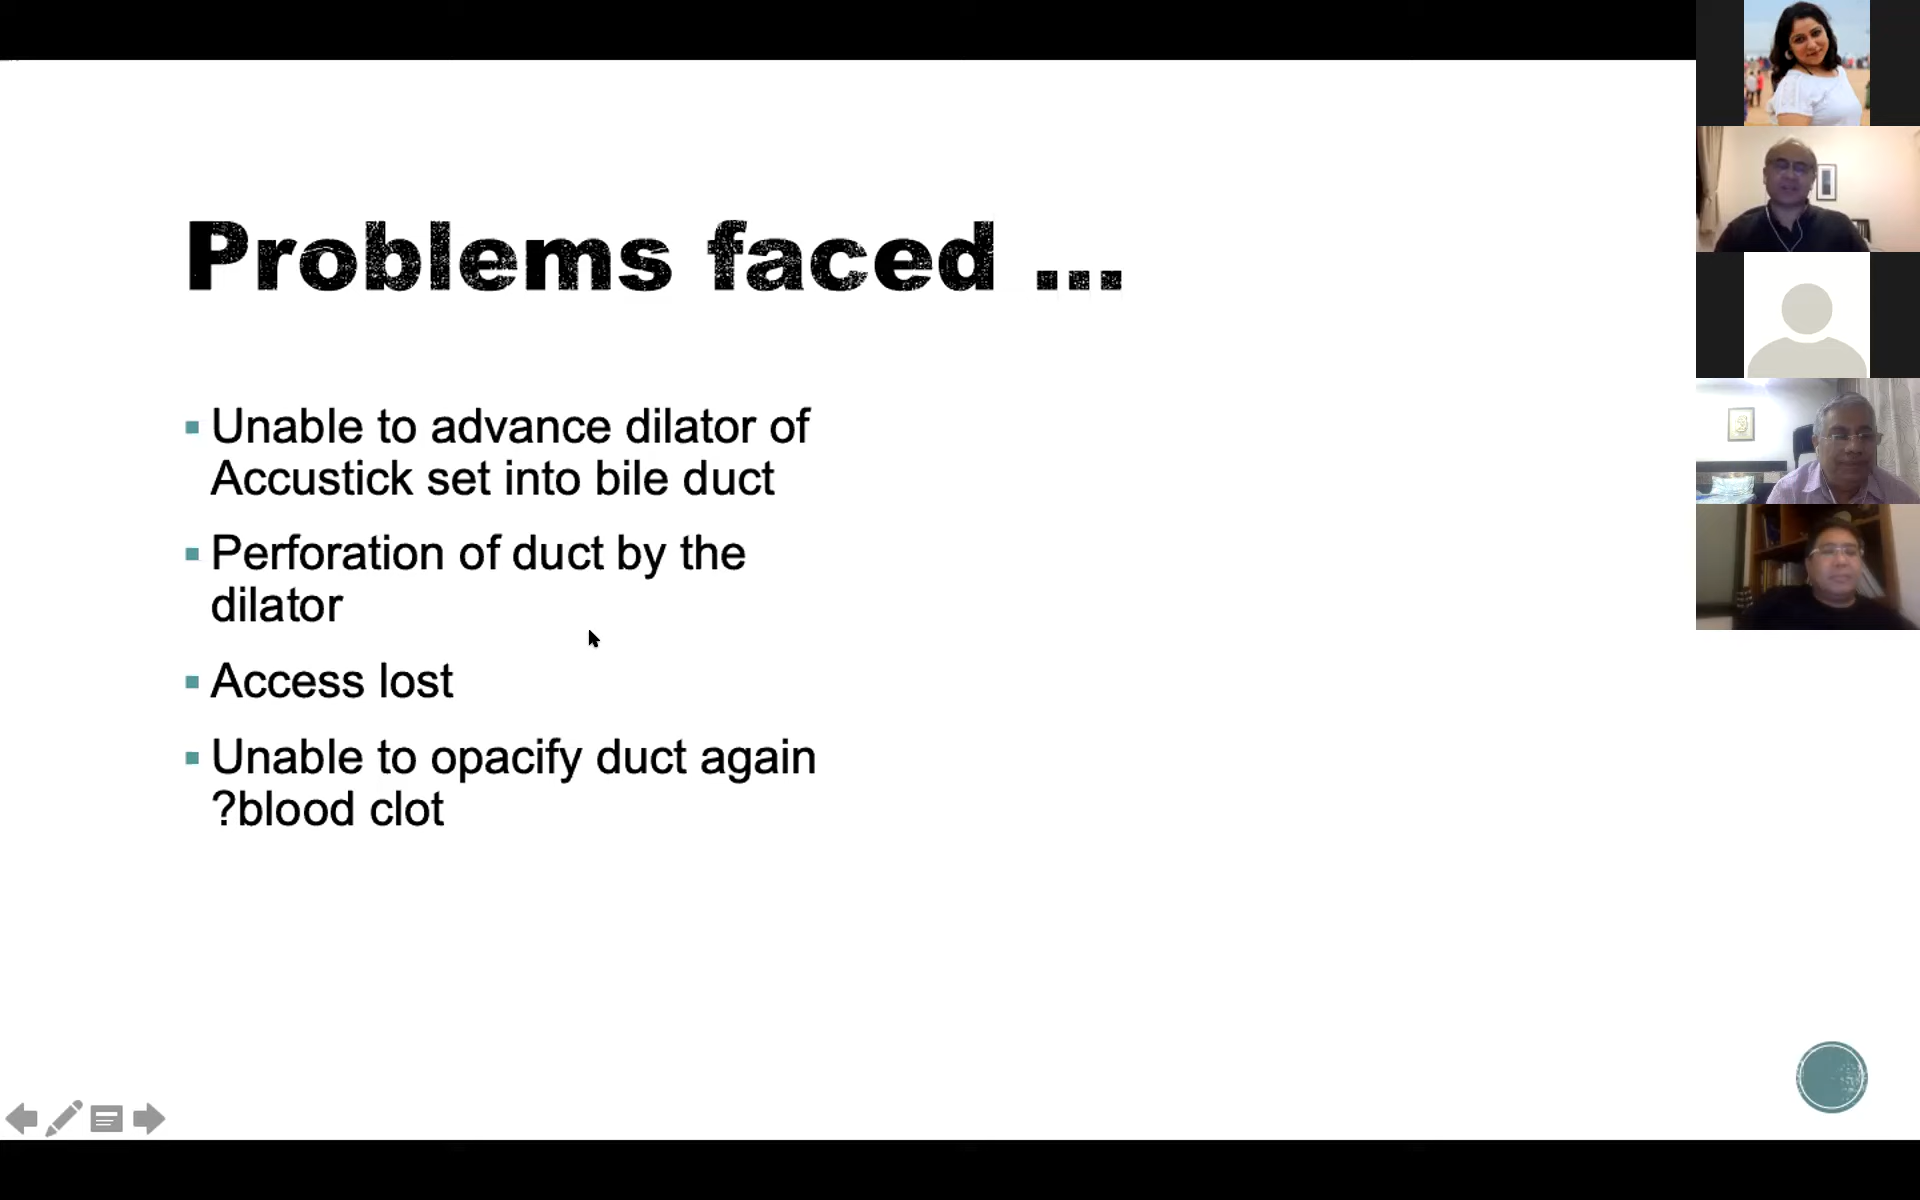 Problems faced ...
▪ Unable to advance dilator of
Accustick set into bile duct
▪ Perforation of duct by the
dilator
▪ Access lost
▪ Unable to opacify duct again
?blood clot